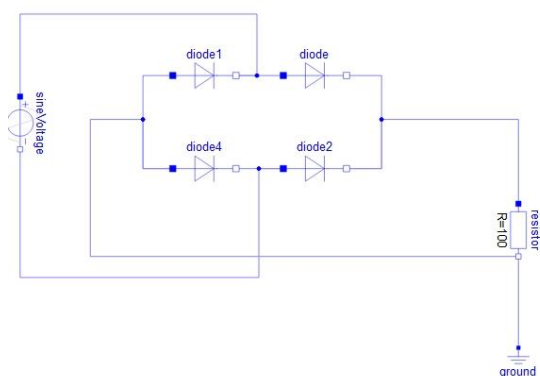 diode1
diode
sineVoltage
+
−
diode4
diode2
resistor
R=100
ground